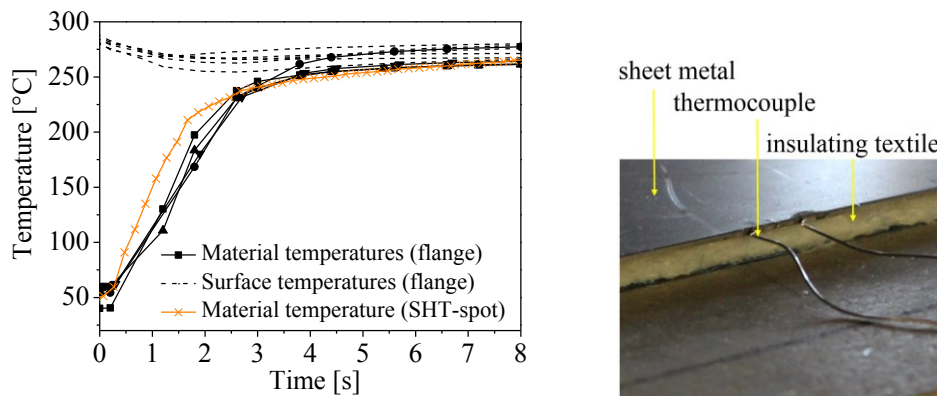 300
250
200
150
100
50
Temperature [°C]
Material temperatures (flange)
Surface temperatures (flange)
Material temperature (SHT-spot)
0 1 2 3 4 5 6 7 8
Time [s]
sheet metal
thermocouple
insulating textile